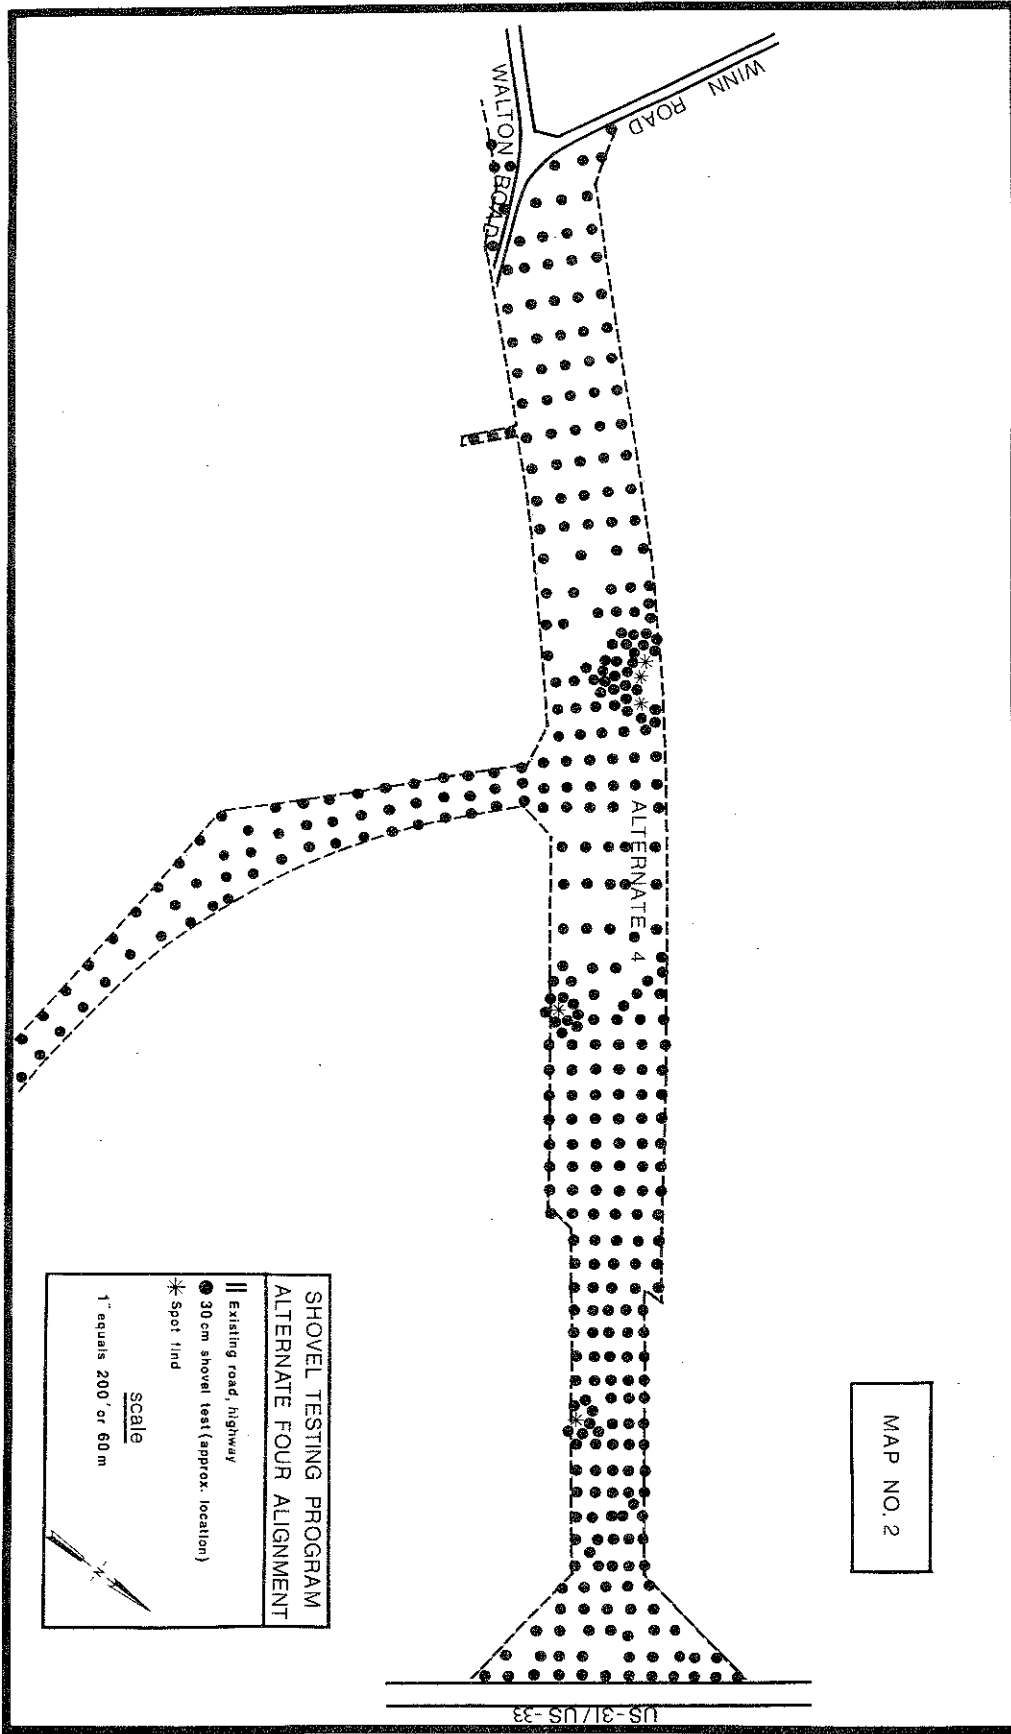 MAP NO. 2
WINN ROAD
WALTON ROAD
ALTERNATE 4
US-31/US-33
SHOVEL TESTING PROGRAM
ALTERNATE FOUR ALIGNMENT
Existing road, highway
30 cm shovel test (approx. location)
Spot find
scale
1" equals 200' or 60 m
N